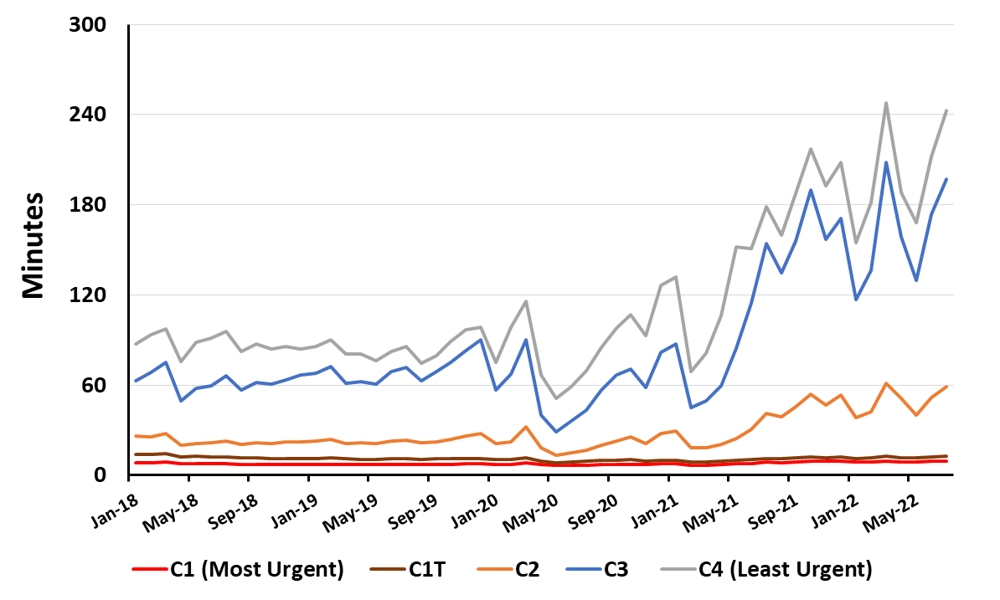 300
240
180
120
60
0
Minutes
Jan-18 May-18 Sep-18 Jan-19 May-19 Sep-19 Jan-20 May-20 Sep-20 Jan-21 May-21 Sep-21 Jan-22 May-22
C1 (Most Urgent) C1T C2 C3 C4 (Least Urgent)